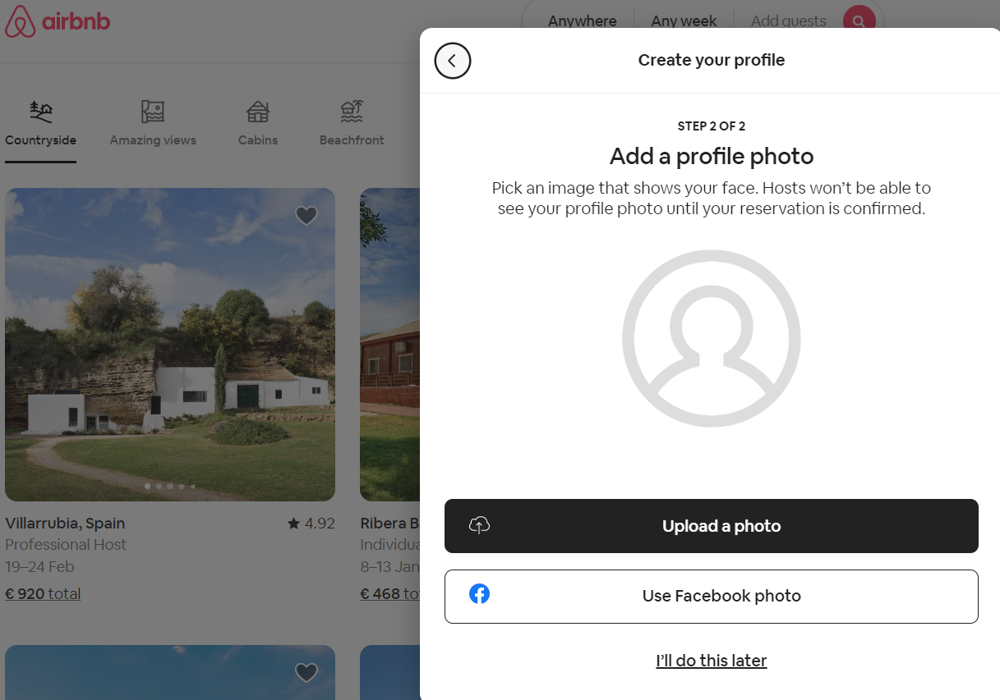 airbnb
Anywhere
Any week
Add guests
Create your profile
Countryside
Amazing views
Cabins
Beachfront
STEP 2 OF 2
Add a profile photo
Pick an image that shows your face. Hosts won’t be able to
see your profile photo until your reservation is confirmed.
Villarrubia, Spain
4.92
Professional Host
19–24 Feb
€ 920 total
Ribera B
Individua
8–13 Jan
€ 468 to
Upload a photo
Use Facebook photo
I’ll do this later